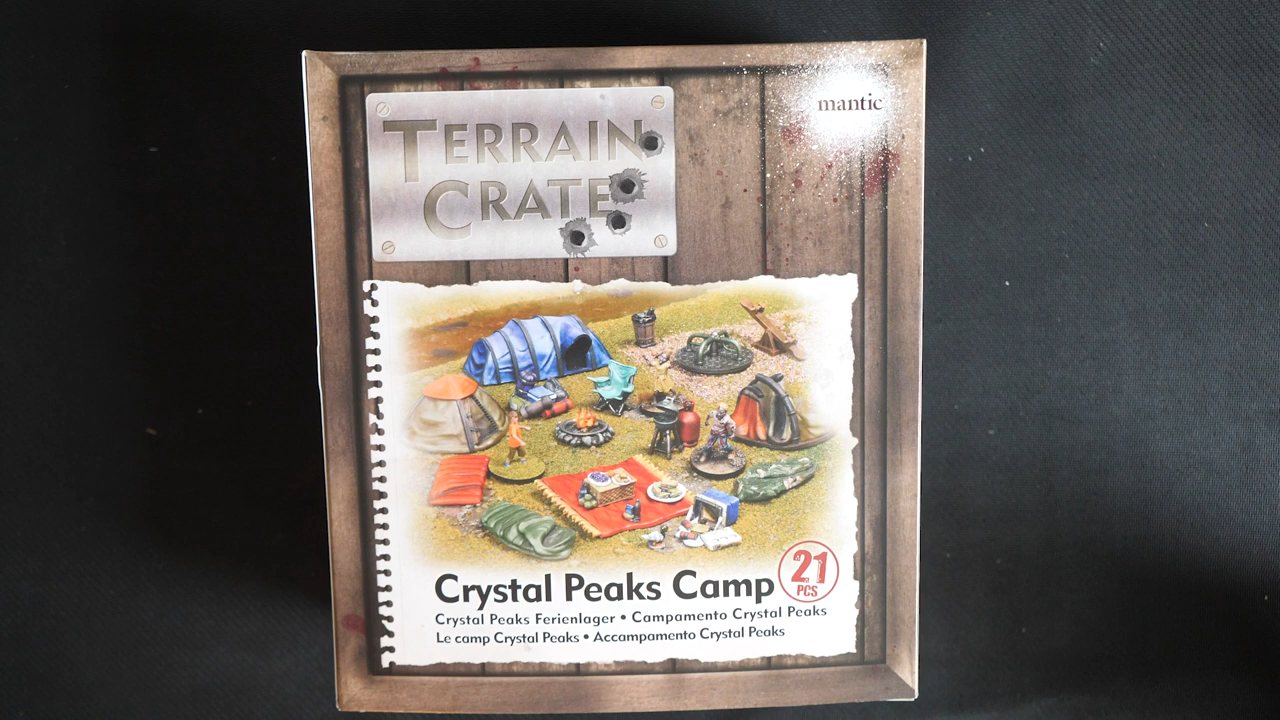 mantic
TERRAIN
CRATE
Crystal Peaks Camp
21
PCS
Crystal Peaks Ferienlager • Campamento Crystal Peaks
Le camp Crystal Peaks • Accampamento Crystal Peaks